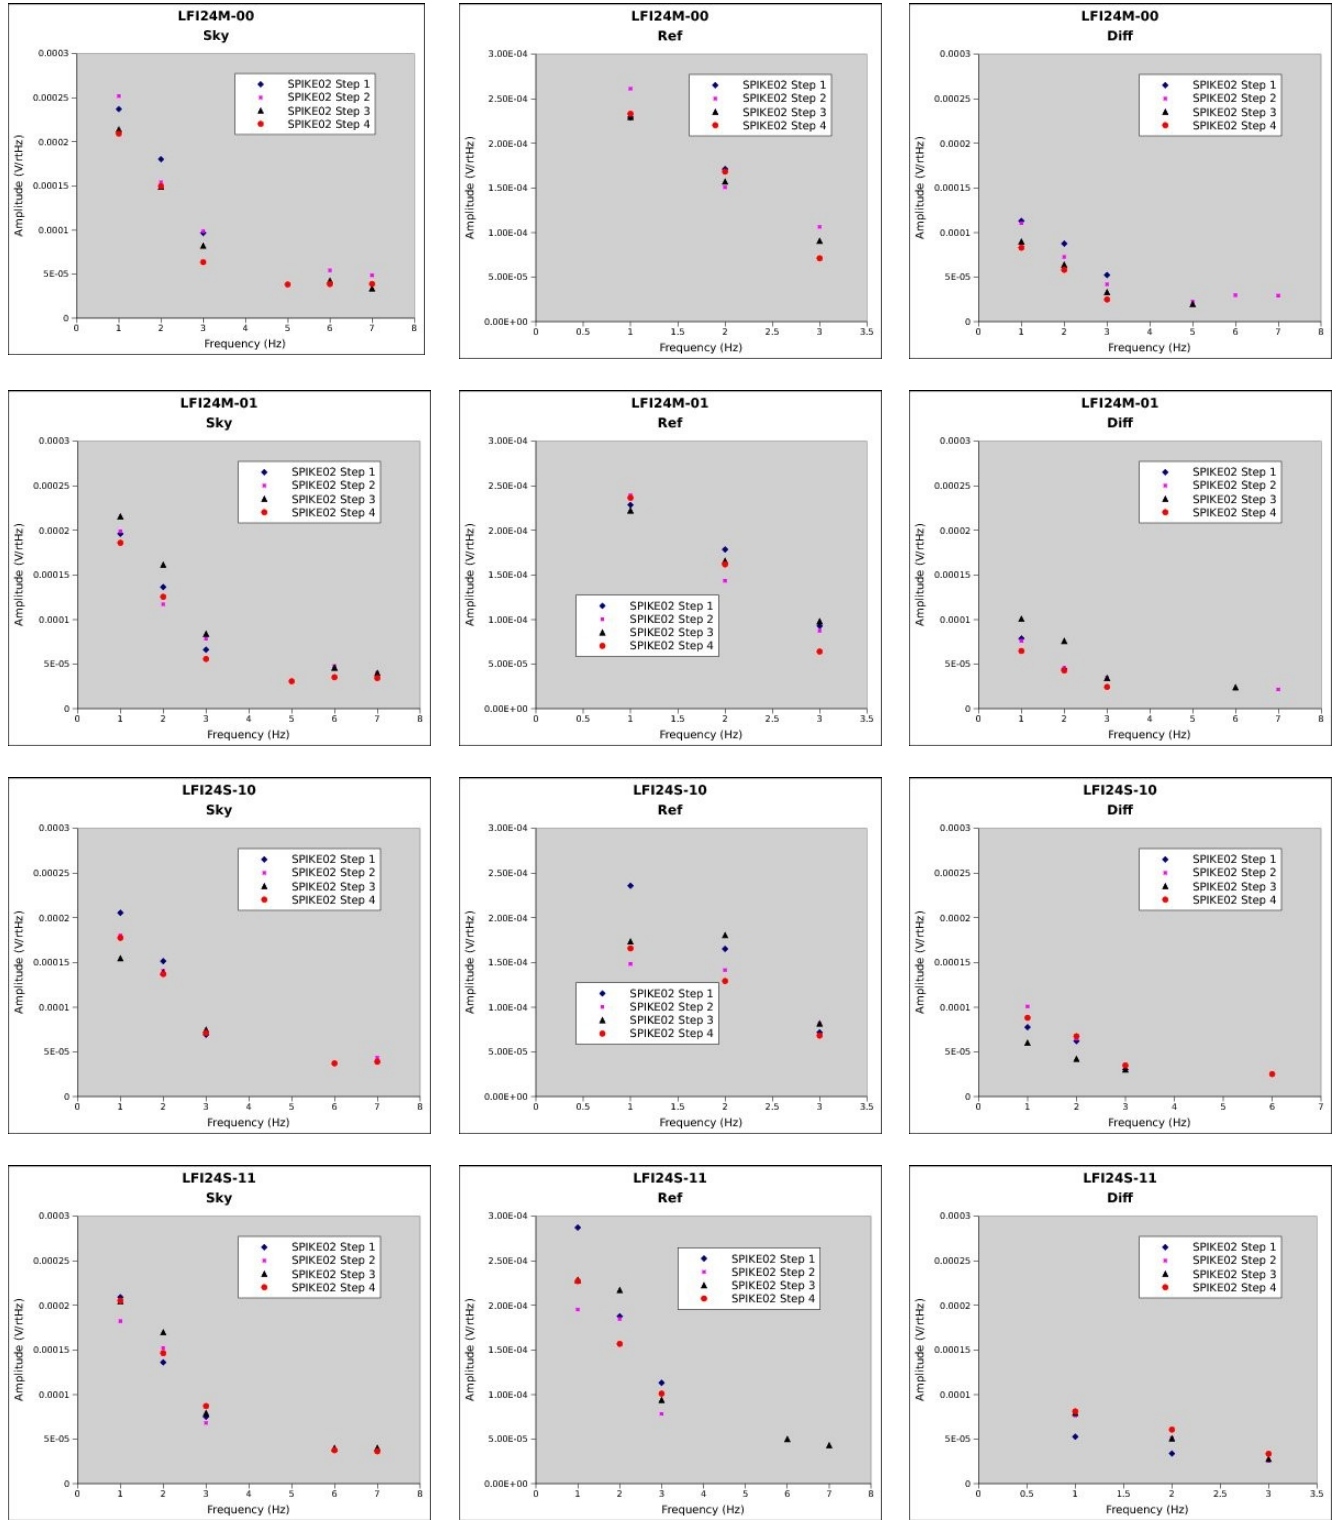 LFI24M-00
Sky
0.0003
0.00025
0.0002
0.00015
0.0001
5E-05
0
Amplitude (V/rtHz)
SPIKE02 Step 1
SPIKE02 Step 2
SPIKE02 Step 3
SPIKE02 Step 4
0 1 2 3 4 5 6 7 8
Frequency (Hz)
LFI24M-00
Ref
3.00E-04
2.50E-04
2.00E-04
1.50E-04
1.00E-04
5.00E-05
0.00E+00
Amplitude (V/rtHz)
SPIKE02 Step 1
SPIKE02 Step 2
SPIKE02 Step 3
SPIKE02 Step 4
0 0.5 1 1.5 2 2.5 3 3.5
Frequency (Hz)
LFI24M-00
Diff
0.0003
0.00025
0.0002
0.00015
0.0001
5E-05
0
Amplitude (V/rtHz)
SPIKE02 Step 1
SPIKE02 Step 2
SPIKE02 Step 3
SPIKE02 Step 4
0 1 2 3 4 5 6 7 8
Frequency (Hz)
LFI24M-01
Sky
0.0003
0.00025
0.0002
0.00015
0.0001
5E-05
0
Amplitude (V/rtHz)
SPIKE02 Step 1
SPIKE02 Step 2
SPIKE02 Step 3
SPIKE02 Step 4
0 1 2 3 4 5 6 7 8
Frequency (Hz)
LFI24M-01
Ref
3.00E-04
2.50E-04
2.00E-04
1.50E-04
1.00E-04
5.00E-05
0.00E+00
Amplitude (V/rtHz)
SPIKE02 Step 1
SPIKE02 Step 2
SPIKE02 Step 3
SPIKE02 Step 4
0 0.5 1 1.5 2 2.5 3 3.5
Frequency (Hz)
LFI24M-01
Diff
0.0003
0.00025
0.0002
0.00015
0.0001
5E-05
0
Amplitude (V/rtHz)
SPIKE02 Step 1
SPIKE02 Step 2
SPIKE02 Step 3
SPIKE02 Step 4
0 1 2 3 4 5 6 7 8
Frequency (Hz)
LFI24S-10
Sky
0.0003
0.00025
0.0002
0.00015
0.0001
5E-05
0
Amplitude (V/rtHz)
SPIKE02 Step 1
SPIKE02 Step 2
SPIKE02 Step 3
SPIKE02 Step 4
0 1 2 3 4 5 6 7 8
Frequency (Hz)
LFI24S-10
Ref
3.00E-04
2.50E-04
2.00E-04
1.50E-04
1.00E-04
5.00E-05
0.00E+00
Amplitude (V/rtHz)
SPIKE02 Step 1
SPIKE02 Step 2
SPIKE02 Step 3
SPIKE02 Step 4
0 0.5 1 1.5 2 2.5 3 3.5
Frequency (Hz)
LFI24S-10
Diff
0.0003
0.00025
0.0002
0.00015
0.0001
5E-05
0
Amplitude (V/rtHz)
SPIKE02 Step 1
SPIKE02 Step 2
SPIKE02 Step 3
SPIKE02 Step 4
0 1 2 3 4 5 6 7
Frequency (Hz)
LFI24S-11
Sky
0.0003
0.00025
0.0002
0.00015
0.0001
5E-05
0
Amplitude (V/rtHz)
SPIKE02 Step 1
SPIKE02 Step 2
SPIKE02 Step 3
SPIKE02 Step 4
0 1 2 3 4 5 6 7 8
Frequency (Hz)
LFI24S-11
Ref
3.00E-04
2.50E-04
2.00E-04
1.50E-04
1.00E-04
5.00E-05
0.00E+00
Amplitude (V/rtHz)
SPIKE02 Step 1
SPIKE02 Step 2
SPIKE02 Step 3
SPIKE02 Step 4
0 1 2 3 4 5 6 7 8
Frequency (Hz)
LFI24S-11
Diff
0.0003
0.00025
0.0002
0.00015
0.0001
5E-05
0
Amplitude (V/rtHz)
SPIKE02 Step 1
SPIKE02 Step 2
SPIKE02 Step 3
SPIKE02 Step 4
0 0.5 1 1.5 2 2.5 3 3.5
Frequency (Hz)